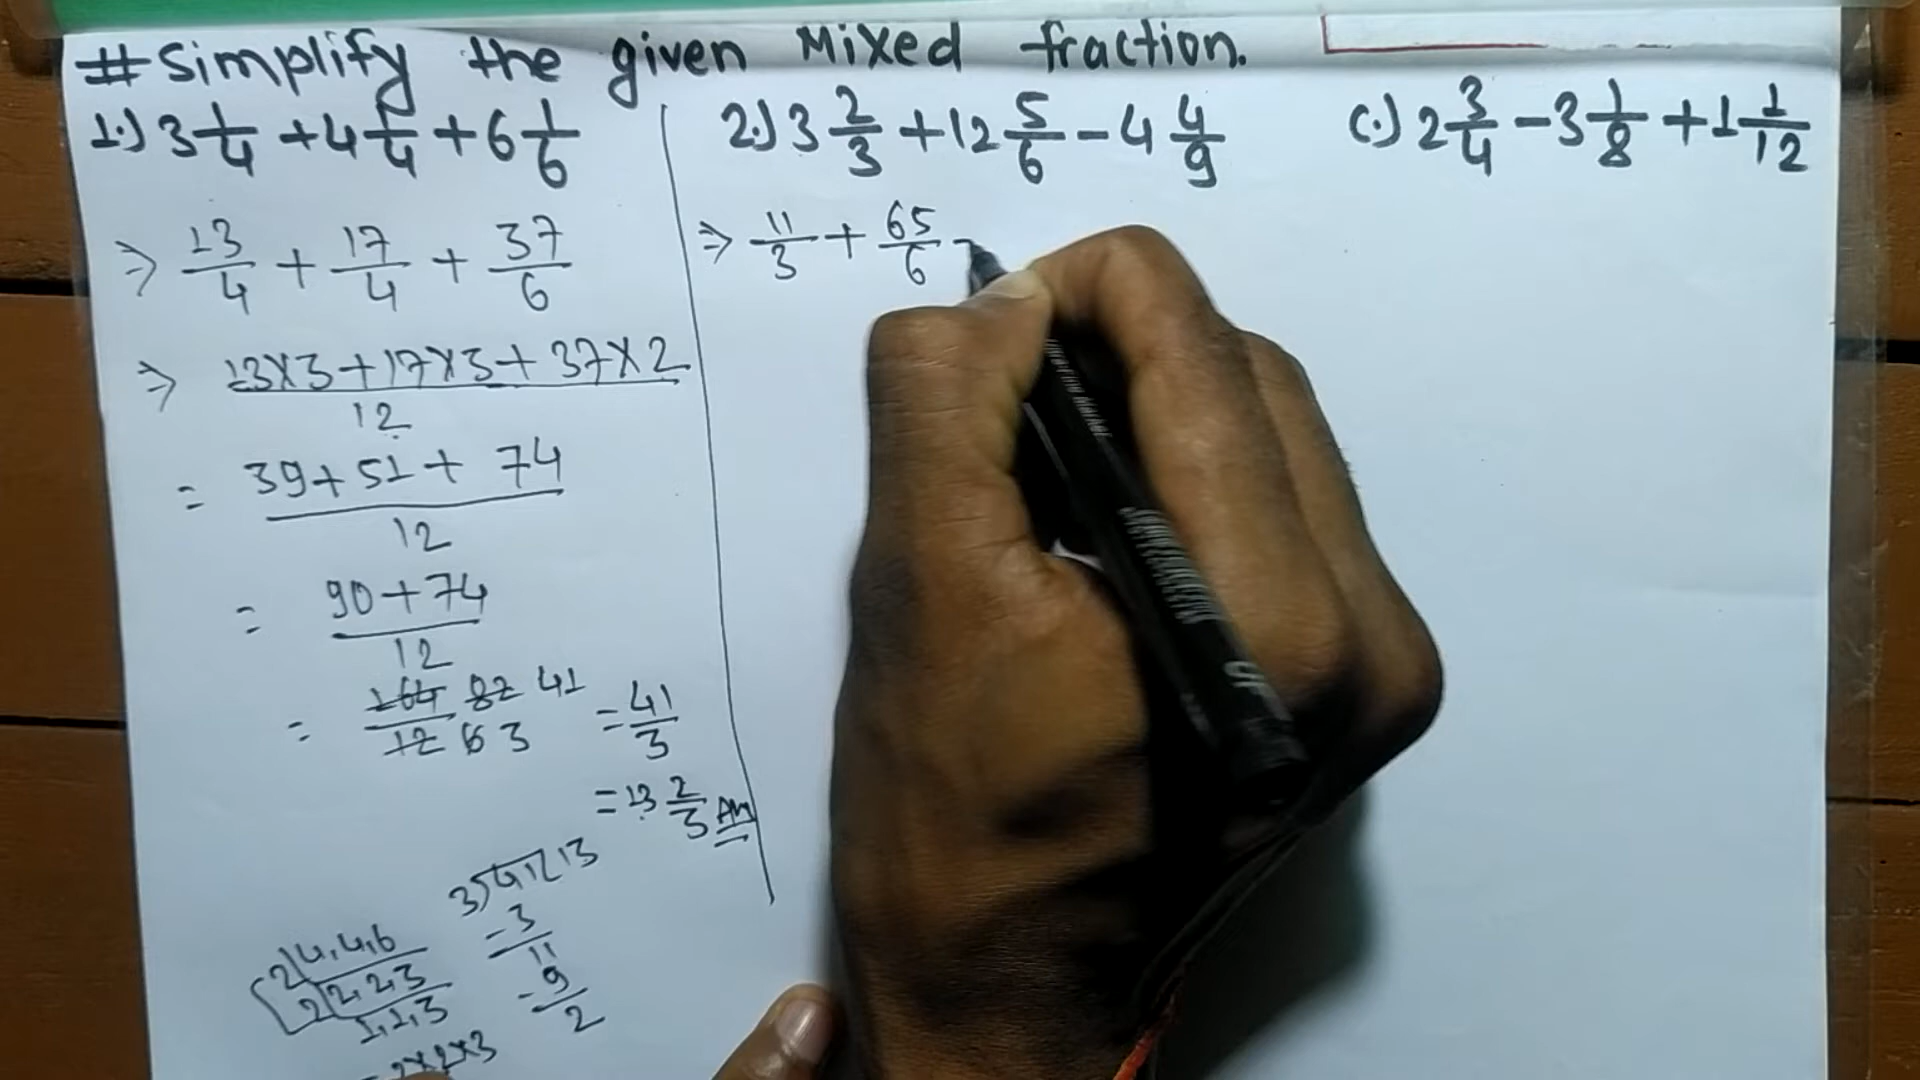 # Simplify the given Mixed fraction.
1.) 3 1/4 + 4 1/4 + 6 1/6
⇒ 13/4 + 17/4 + 37/6
⇒ 13×3+17×3+37×2 / 12
= 39+51+74 / 12
= 90+74 / 12
= 164 82 41 / 12 6 3 = 41/3
= 13 2/3 Ans
3)41(13
-3
11
-9
2
2|4,4,6
2|2,2,3
1,1,3
= 2×2×3
2.) 3 2/3 + 12 5/6 - 4 4/9
⇒ 11/3 + 65/6 -
c.) 2 3/4 - 3 1/8 + 1 1/12